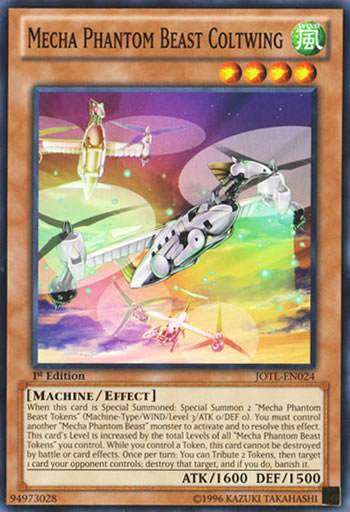 MECHA PHANTOM BEAST COLTWING
WIND
風
1st Edition
JOTL-EN024
[MACHINE/EFFECT]
When this card is Special Summoned: Special Summon 2 "Mecha Phantom
Beast Tokens" (Machine-Type/WIND/Level 3/ATK 0/DEF 0). You must control
another "Mecha Phantom Beast" monster to activate and to resolve this effect.
This card's Level is increased by the total Levels of all "Mecha Phantom Beast
Tokens" you control. While you control a Token, this card cannot be destroyed
by battle or card effects. Once per turn: You can Tribute 2 Tokens, then target
1 card your opponent controls; destroy that target, and if you do, banish it.
ATK/1600 DEF/1500
94973028
©1996 KAZUKI TAKAHASHI